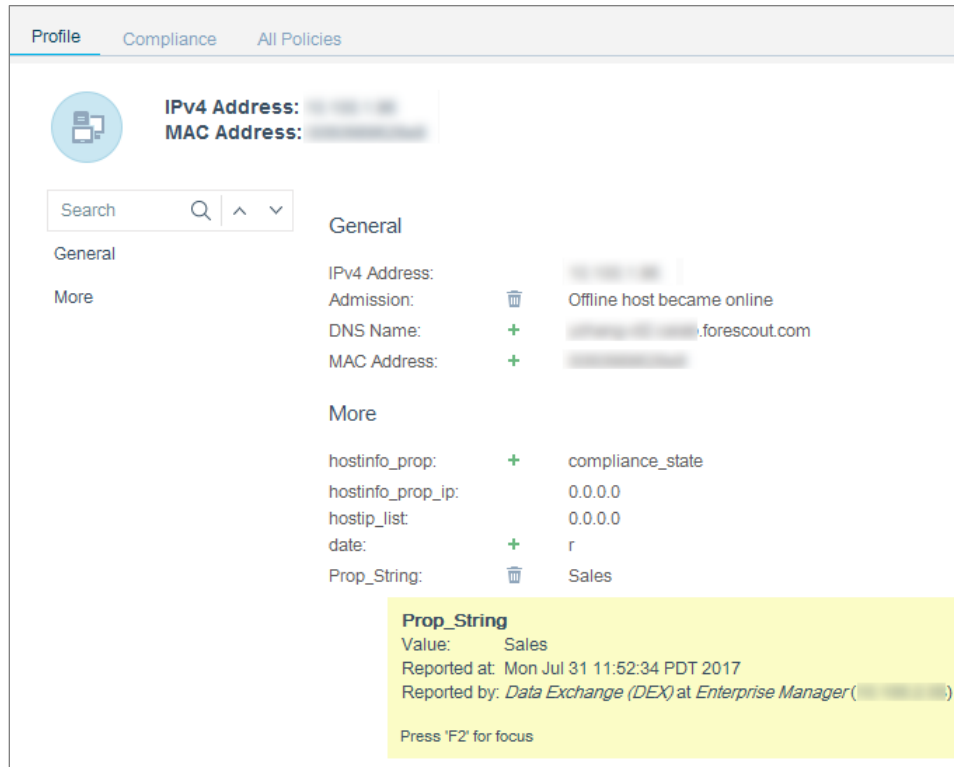 Profile Compliance All Policies
IPv4 Address:
MAC Address:
Search
General
More
General
IPv4 Address:
Admission: Offline host became online
DNS Name: .forescout.com
MAC Address:
More
hostinfo_prop: compliance_state
hostinfo_prop_ip: 0.0.0.0
hostip_list: 0.0.0.0
date: r
Prop_String: Sales
Prop_String
Value: Sales
Reported at: Mon Jul 31 11:52:34 PDT 2017
Reported by: Data Exchange (DEX) at Enterprise Manager ( )
Press 'F2' for focus